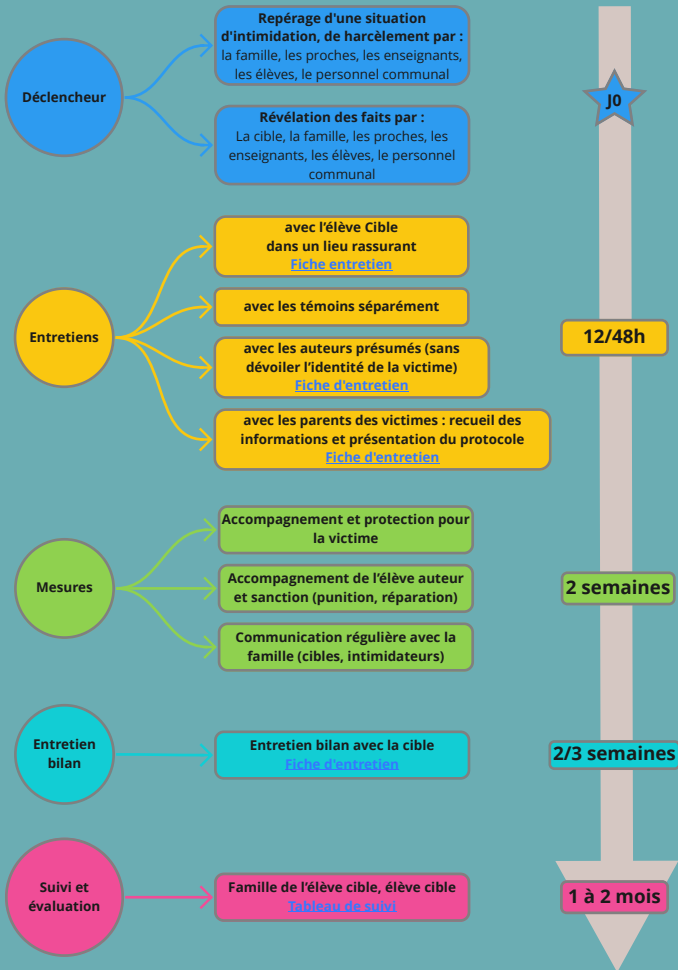 Déclencheur
Repérage d'une situation
d'intimidation, de harcèlement par :
la famille, les proches, les enseignants,
les élèves, le personnel communal
Révélation des faits par :
La cible, la famille, les proches, les
enseignants, les élèves, le personnel
communal
J0
Entretiens
avec l'élève Cible
dans un lieu rassurant
Fiche entretien
avec les témoins séparément
avec les auteurs présumés (sans
dévoiler l'identité de la victime)
Fiche d'entretien
avec les parents des victimes : recueil des
informations et présentation du protocole
Fiche d'entretien
12/48h
Mesures
Accompagnement et protection pour
la victime
Accompagnement de l'élève auteur
et sanction (punition, réparation)
Communication régulière avec la
famille (cibles, intimidateurs)
2 semaines
Entretien
bilan
Entretien bilan avec la cible
Fiche d'entretien
2/3 semaines
Suivi et
évaluation
Famille de l'élève cible, élève cible
Tableau de suivi
1 à 2 mois